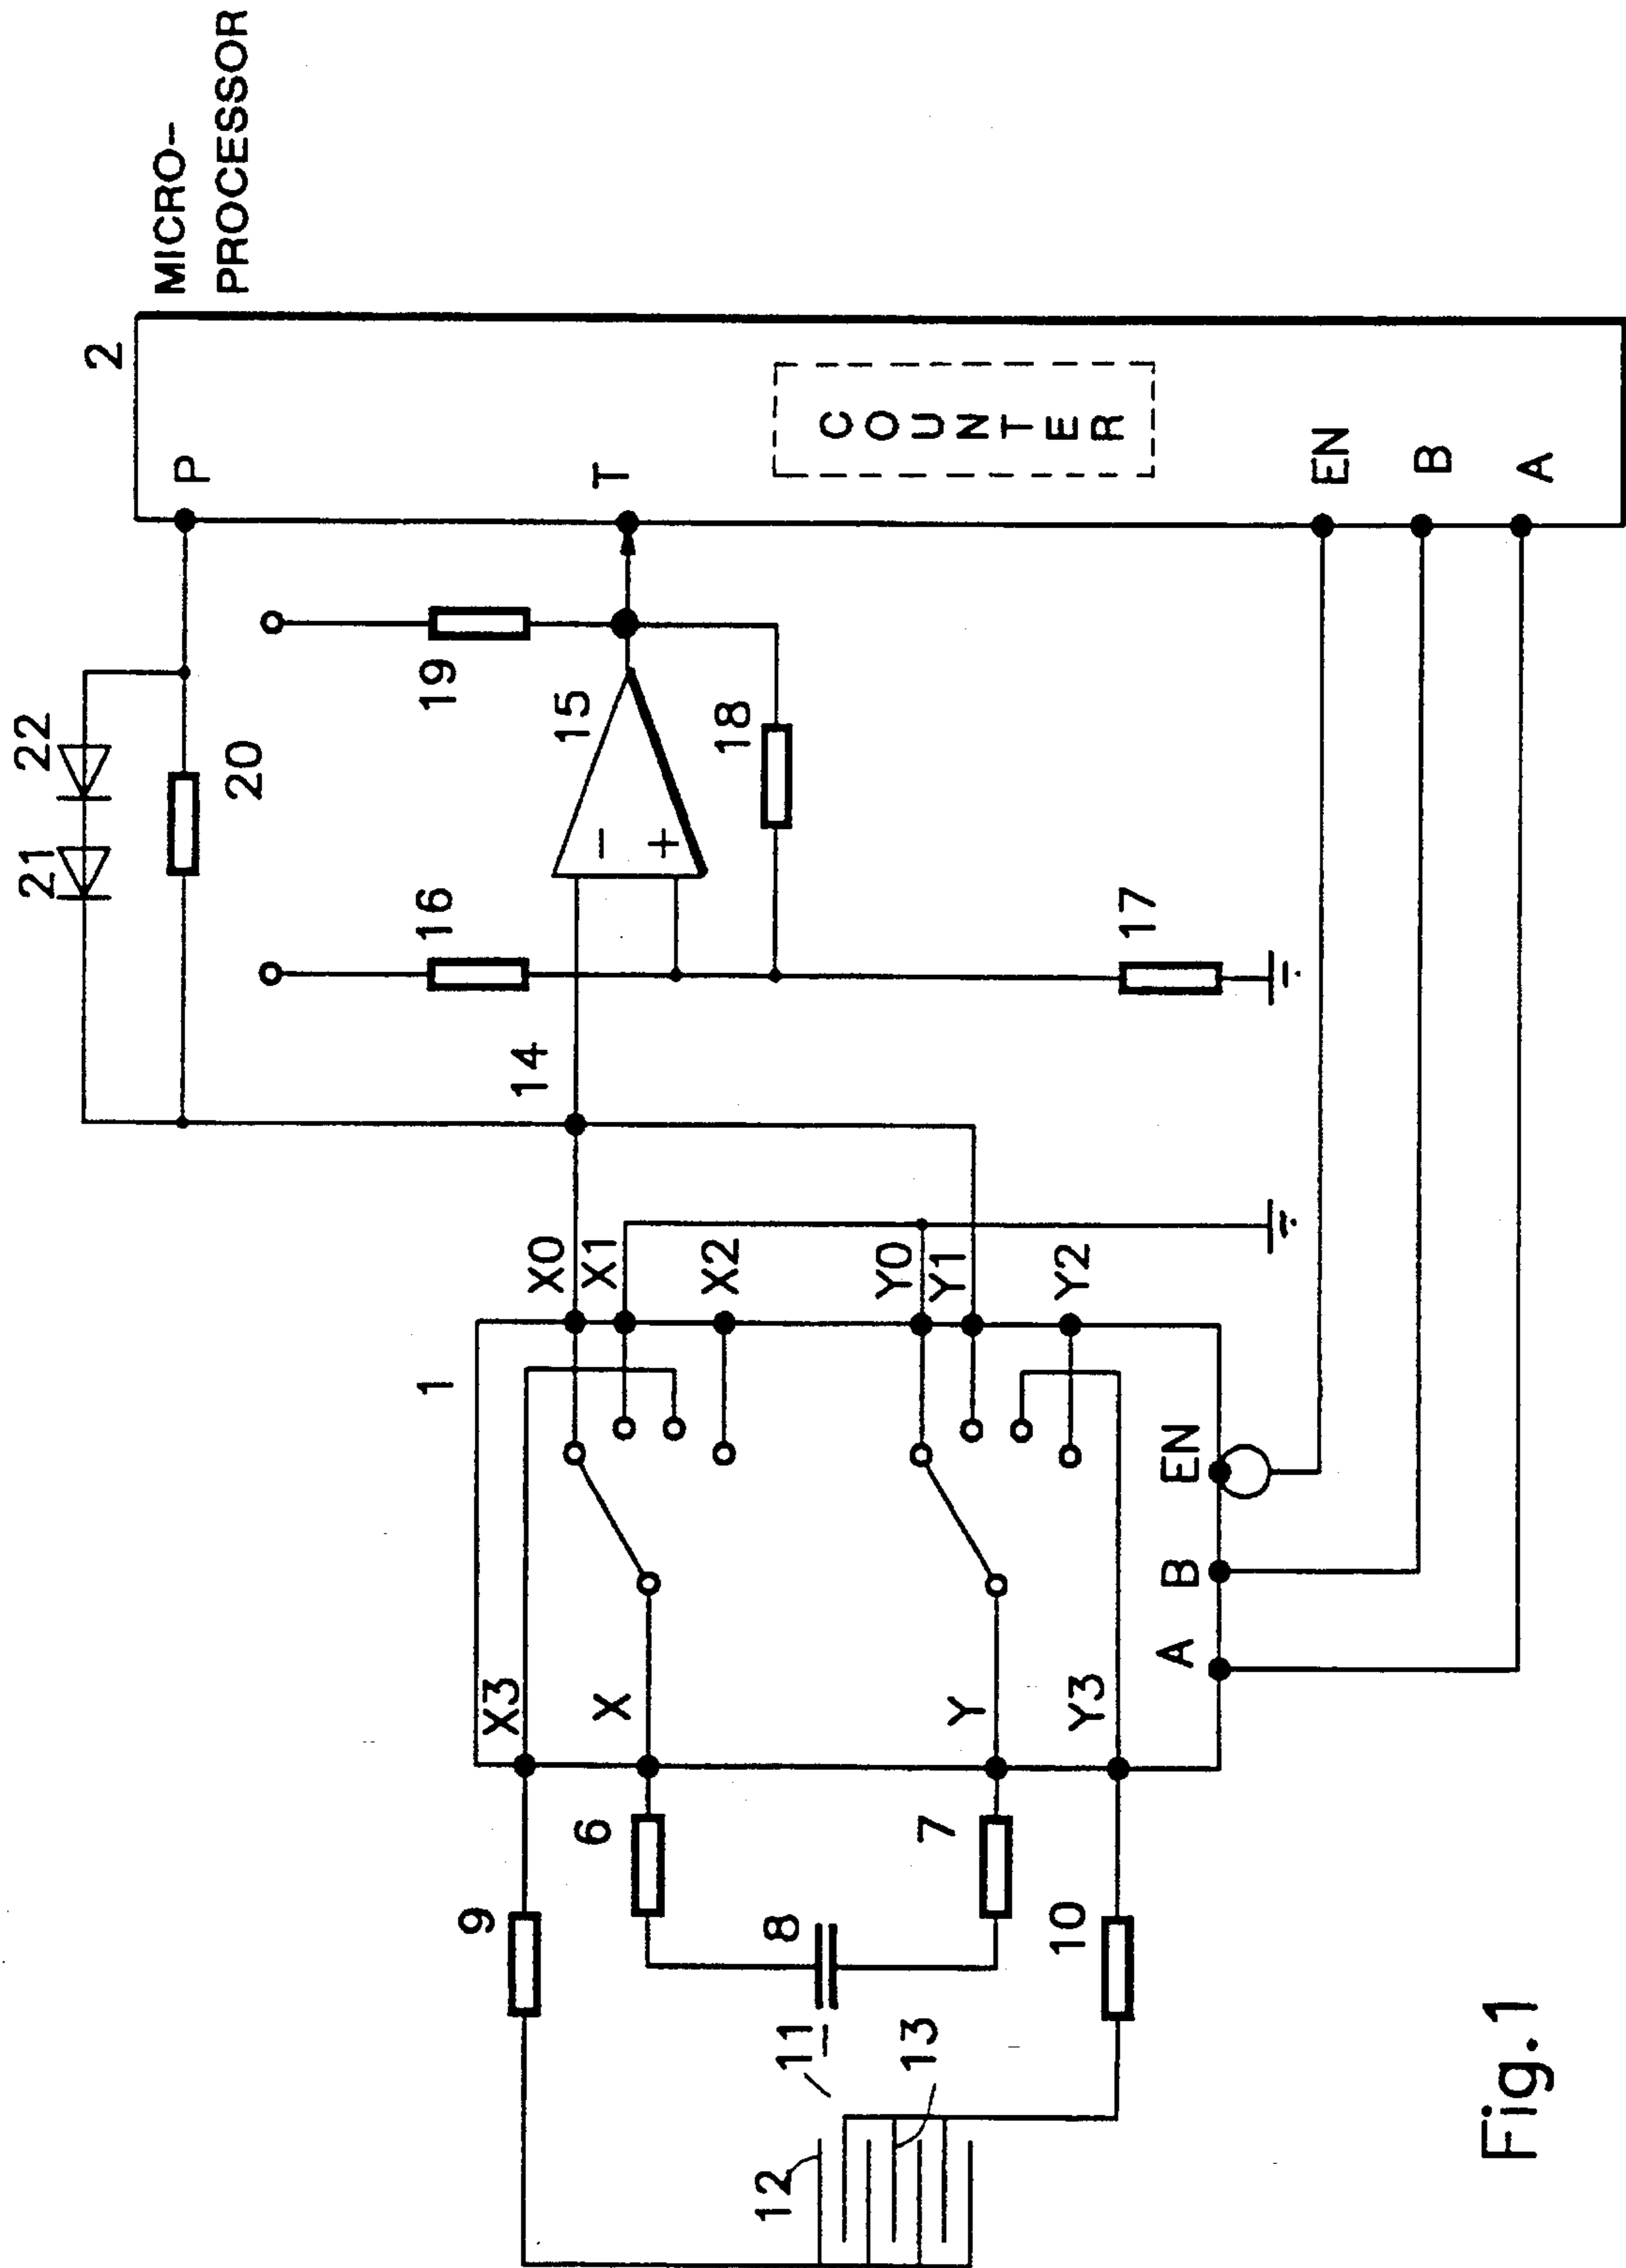 MICRO-
PROCESSOR
2
P
T
COUNTER
EN
B
A
22
21
20
19
15
18
16
-
+
17
14
1
X0
X1
X2
Y0
Y1
Y2
X3
X
Y
Y3
A
B
EN
9
6
7
8
10
11
12
13
Fig.1